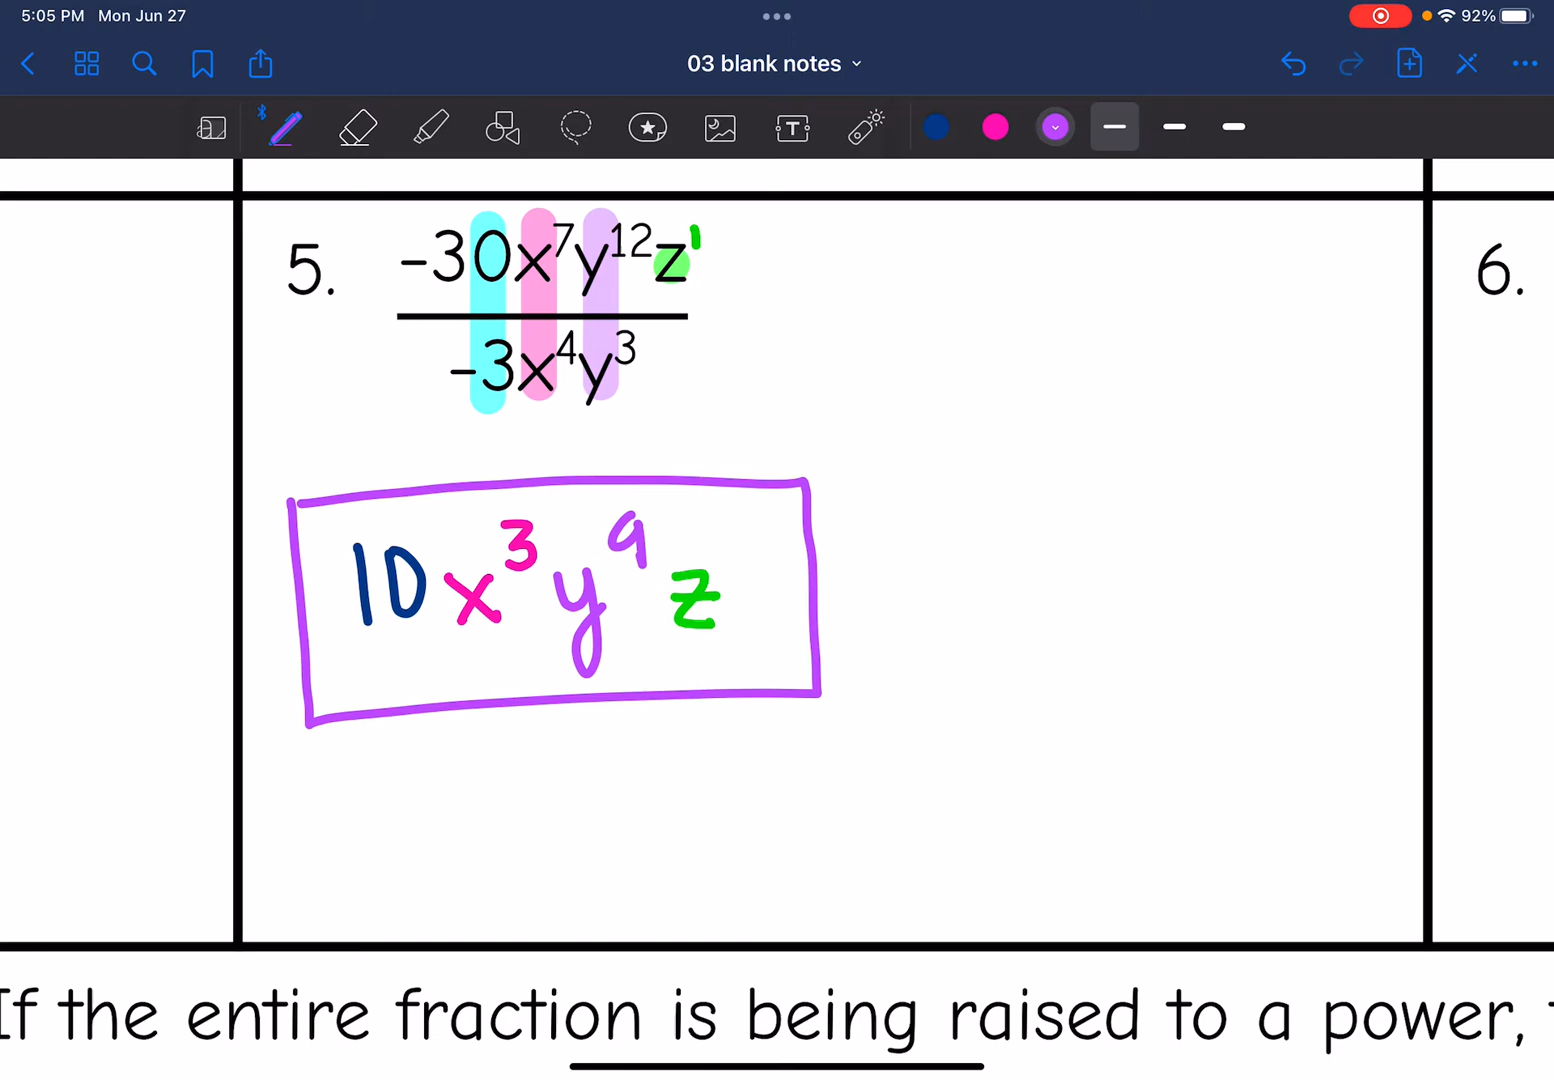 5:05 PM Mon Jun 27
92%
03 blank notes
T
5. -30x⁷y¹²z¹
-3x⁴y³
6.
10x³y⁹z
If the entire fraction is being raised to a power,